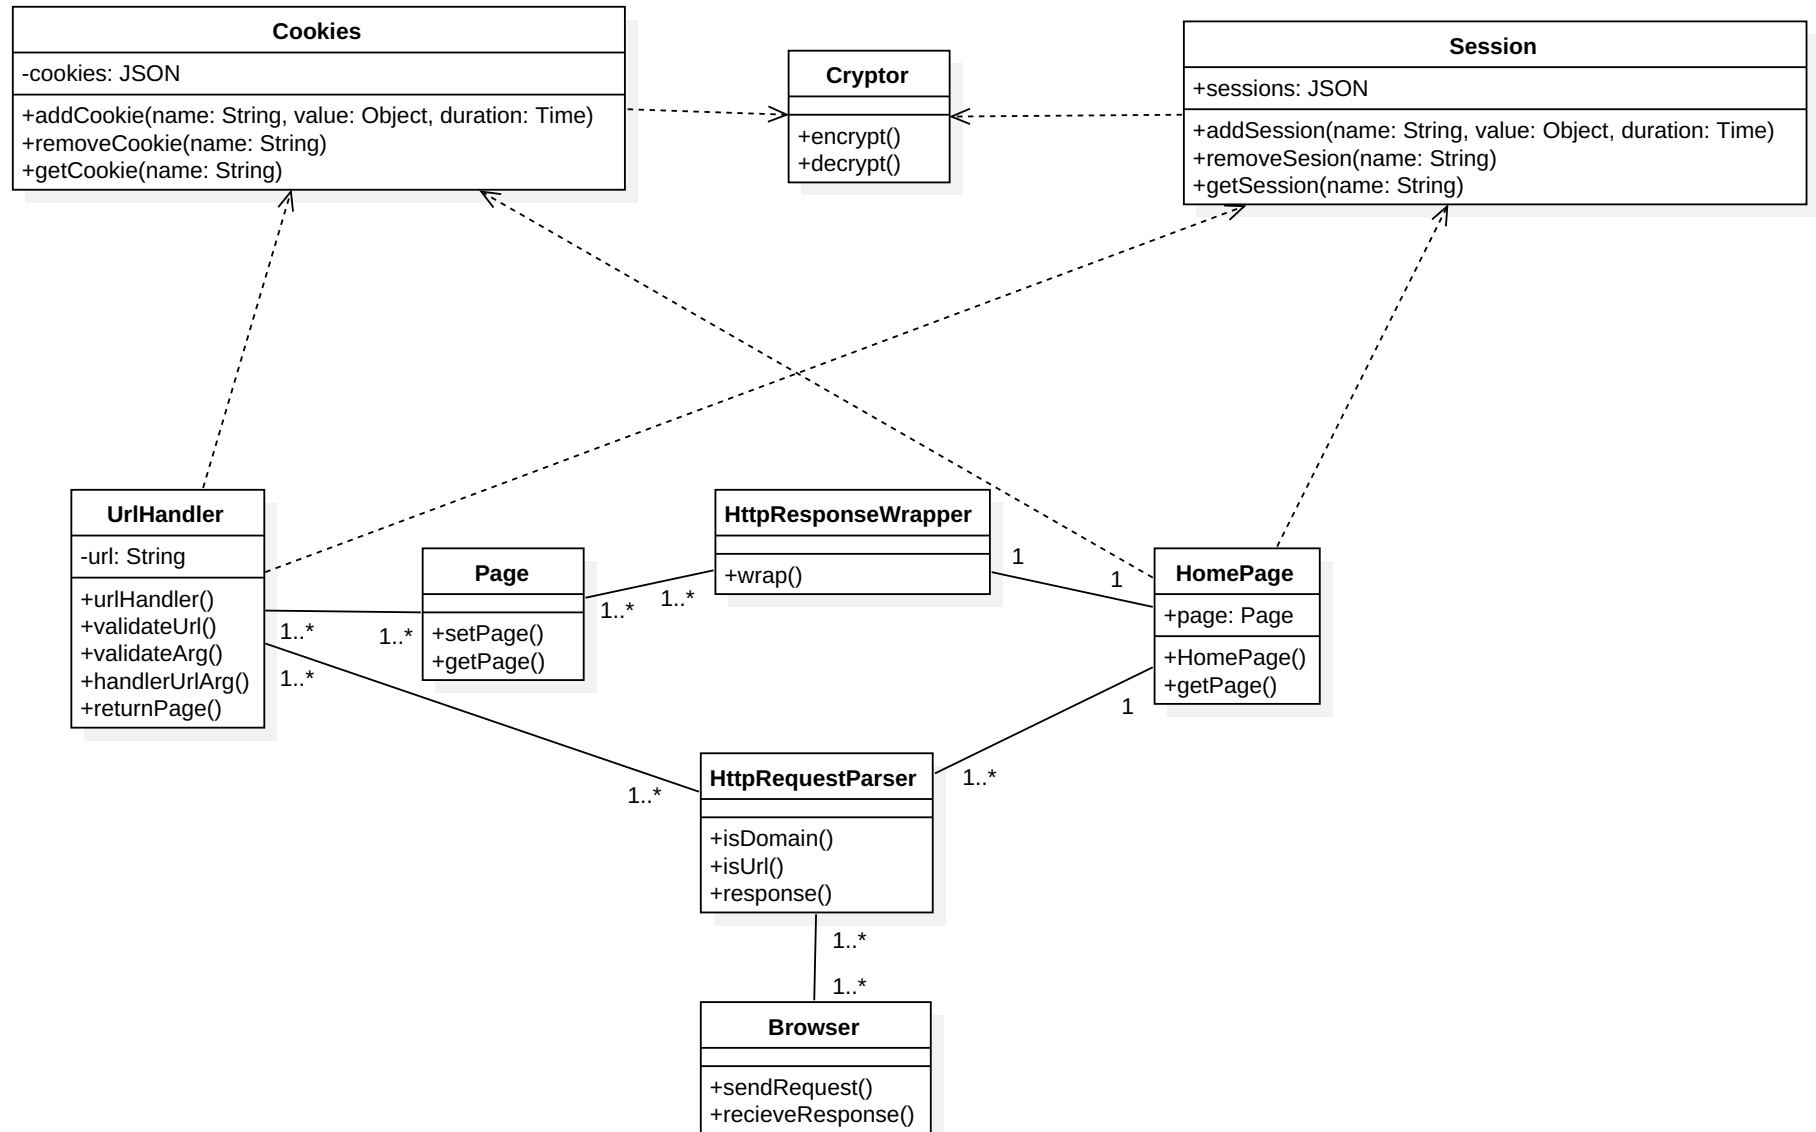 Cookies
-cookies: JSON
+addCookie(name: String, value: Object, duration: Time)
+removeCookie(name: String)
+getCookie(name: String)
Cryptor
+encrypt()
+decrypt()
Session
+sessions: JSON
+addSession(name: String, value: Object, duration: Time)
+removeSesion(name: String)
+getSession(name: String)
UrlHandler
-url: String
+urlHandler()
+validateUrl()
+validateArg()
+handlerUrlArg()
+returnPage()
1..*
1..*
1..*
Page
+setPage()
+getPage()
1..*
1..*
HttpResponseWrapper
+wrap()
1
1
HomePage
+page: Page
+HomePage()
+getPage()
1
1..*
1..*
HttpRequestParser
+isDomain()
+isUrl()
+response()
1..*
1..*
Browser
+sendRequest()
+recieveResponse()